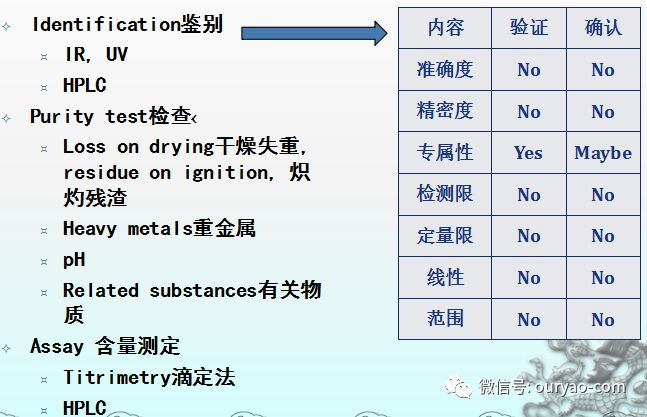 Identification鉴别
IR, UV
HPLC
Purity test检查
Loss on drying干燥失重,
residue on ignition, 炽
灼残渣
Heavy metals重金属
pH
Related substances有关物
质
Assay 含量测定
Titrimetry滴定法
HPLC
内容 验证 确认
准确度 No No
精密度 No No
专属性 Yes Maybe
检测限 No No
定量限 No No
线性 No No
范围 No No
微信号: ouryao-com